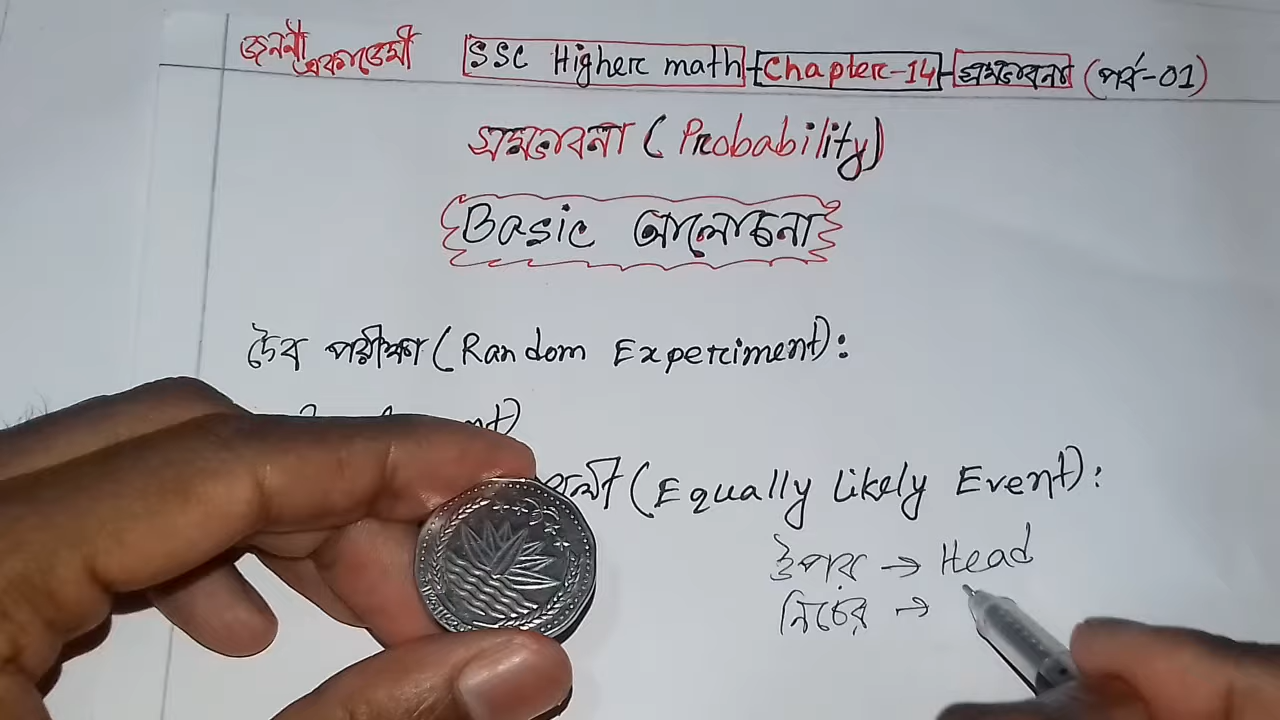 জননী একাডেমী
SSC Higher math - Chapter-14 - সম্ভাবনা (পর্ব-01)
সম্ভাবনা (Probability)
Basic আলোচনা
দৈব পরীক্ষা (Random Experiment):
(Equally Likely Event):
উপরে → Head
নিচের →